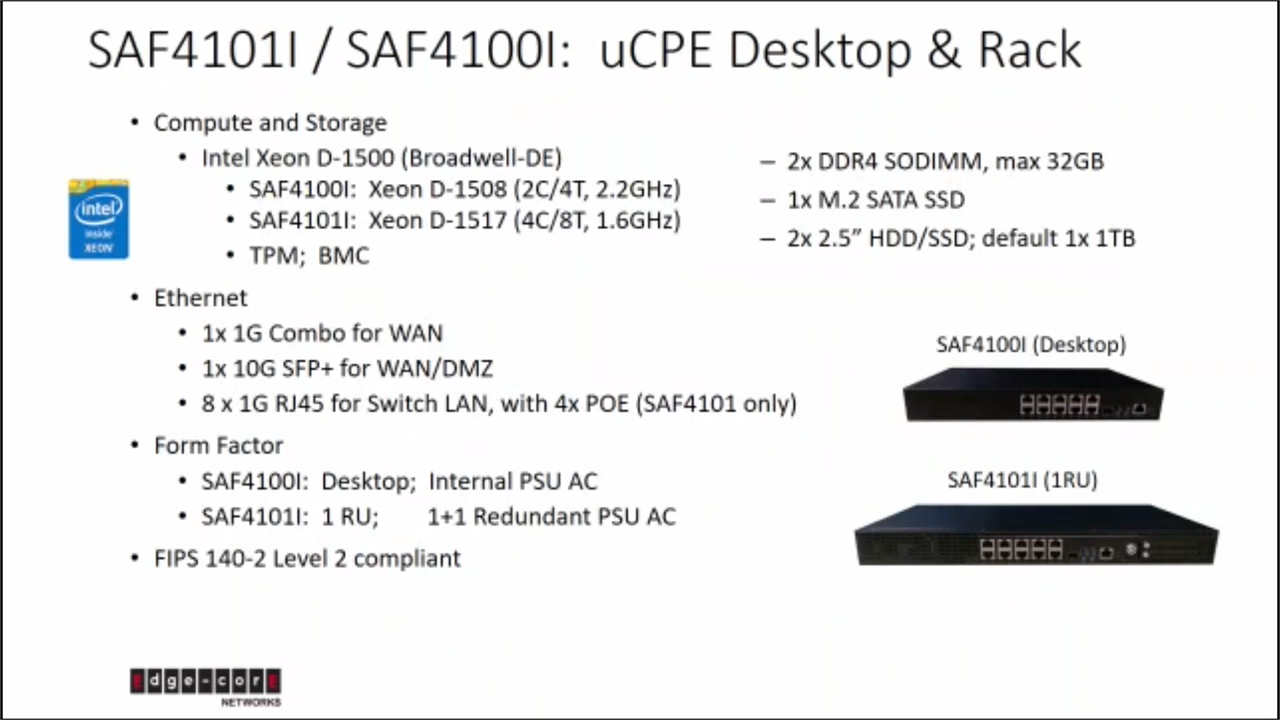 SAF4101I / SAF4100I: uCPE Desktop & Rack
• Compute and Storage
• Intel Xeon D-1500 (Broadwell-DE)
• SAF4100I: Xeon D-1508 (2C/4T, 2.2GHz)
• SAF4101I: Xeon D-1517 (4C/8T, 1.6GHz)
• TPM; BMC
– 2x DDR4 SODIMM, max 32GB
– 1x M.2 SATA SSD
– 2x 2.5” HDD/SSD; default 1x 1TB
intel
inside
XEON
• Ethernet
• 1x 1G Combo for WAN
• 1x 10G SFP+ for WAN/DMZ
• 8 x 1G RJ45 for Switch LAN, with 4x POE (SAF4101 only)
• Form Factor
• SAF4100I: Desktop; Internal PSU AC
• SAF4101I: 1 RU; 1+1 Redundant PSU AC
• FIPS 140-2 Level 2 compliant
SAF4100I (Desktop)
SAF4101I (1RU)
Edge-corE
NETWORKS